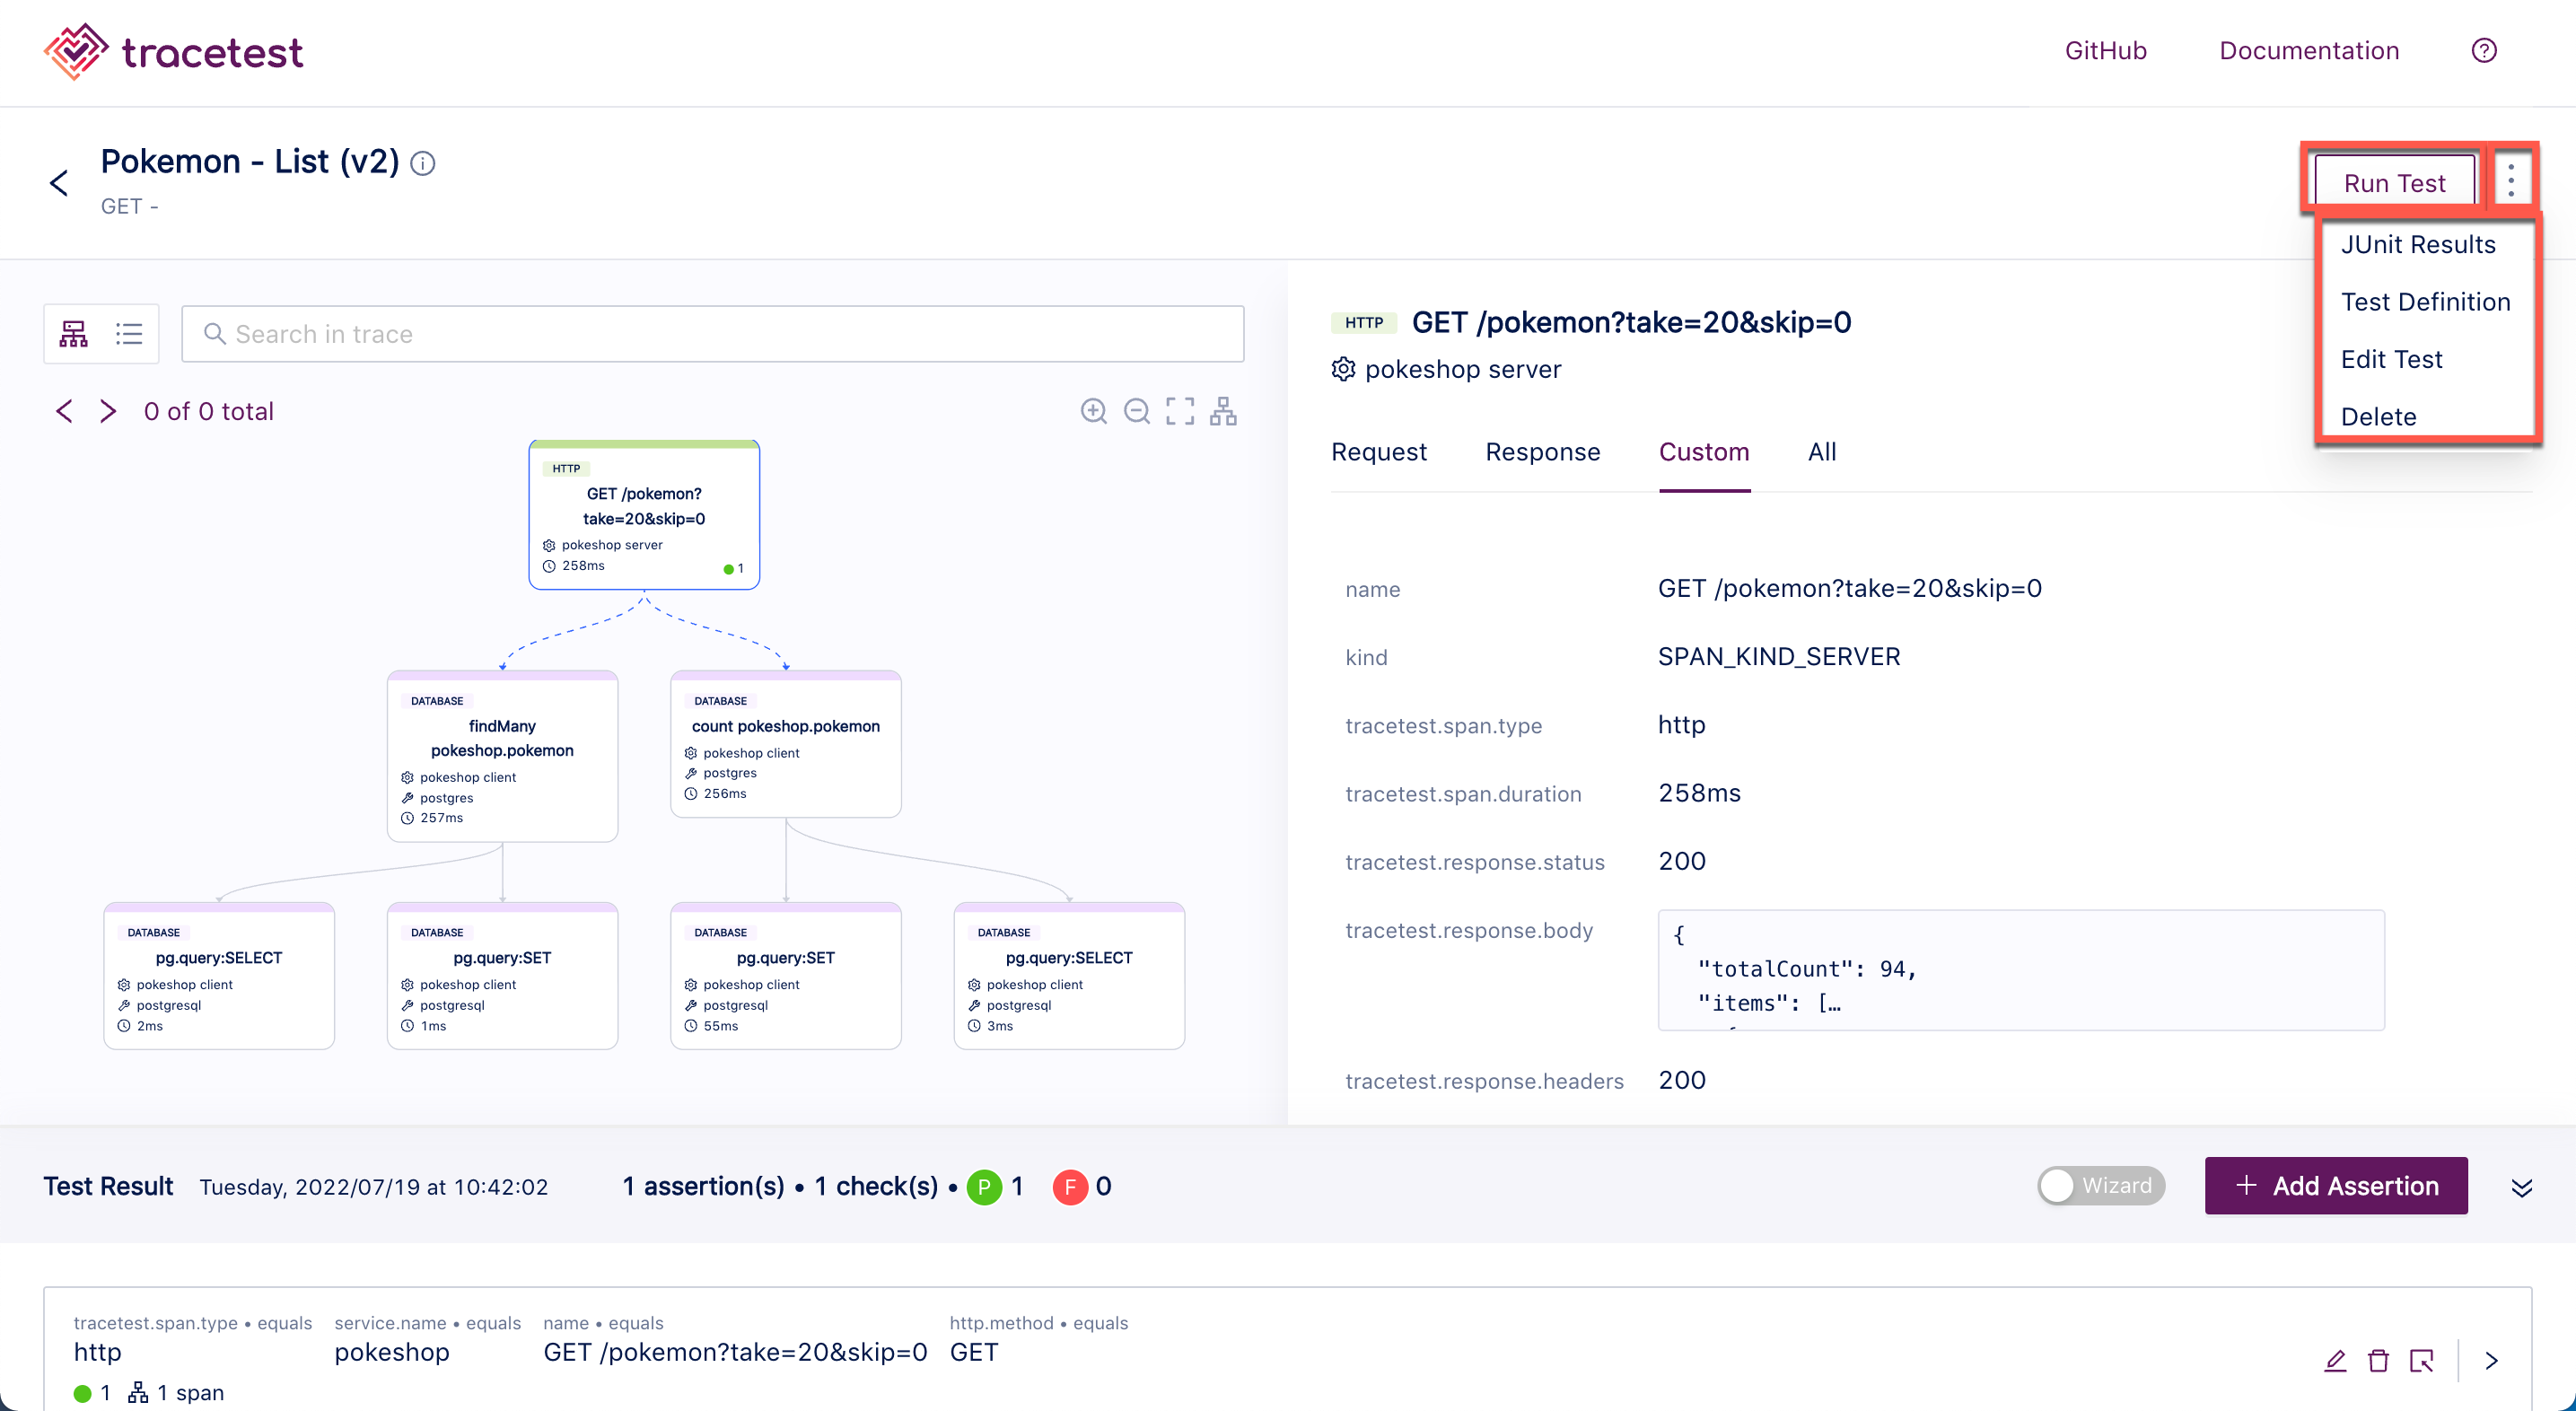 tracetest
GitHub
Documentation
Pokemon - List (v2)
GET -
Run Test
JUnit Results
Test Definition
Edit Test
Delete
Search in trace
0 of 0 total
HTTP
GET /pokemon?
take=20&skip=0
pokeshop server
258ms
1
DATABASE
findMany
pokeshop.pokemon
pokeshop client
postgres
257ms
DATABASE
count pokeshop.pokemon
pokeshop client
postgres
256ms
DATABASE
pg.query:SELECT
pokeshop client
postgresql
2ms
DATABASE
pg.query:SET
pokeshop client
postgresql
1ms
DATABASE
pg.query:SET
pokeshop client
postgresql
55ms
DATABASE
pg.query:SELECT
pokeshop client
postgresql
3ms
HTTP GET /pokemon?take=20&skip=0
pokeshop server
Request Response Custom All
name GET /pokemon?take=20&skip=0
kind SPAN_KIND_SERVER
tracetest.span.type http
tracetest.span.duration 258ms
tracetest.response.status 200
tracetest.response.body {
"totalCount": 94,
"items": […
tracetest.response.headers 200
Test Result Tuesday, 2022/07/19 at 10:42:02 1 assertion(s) • 1 check(s) • P 1 F 0
Wizard
+ Add Assertion
tracetest.span.type • equals service.name • equals name • equals http.method • equals
http pokeshop GET /pokemon?take=20&skip=0 GET
1 1 span